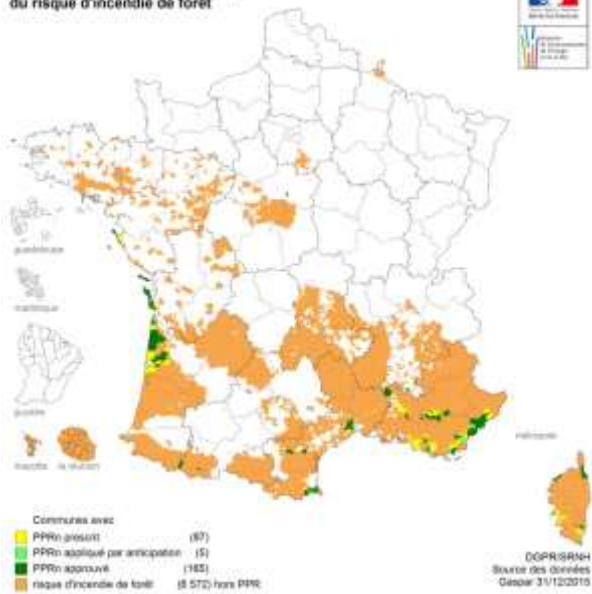 du risque d'incendie de forêt
guadeloupe
martinique
guyane
mayotte la réunion
métropole
Communes avec
PPRn prescrit (87)
PPRn appliqué par anticipation (5)
PPRn approuvé (165)
risque d'incendie de forêt (8 572) hors PPR
DGPR/SRNH
Source des données
Gaspar 31/12/2015